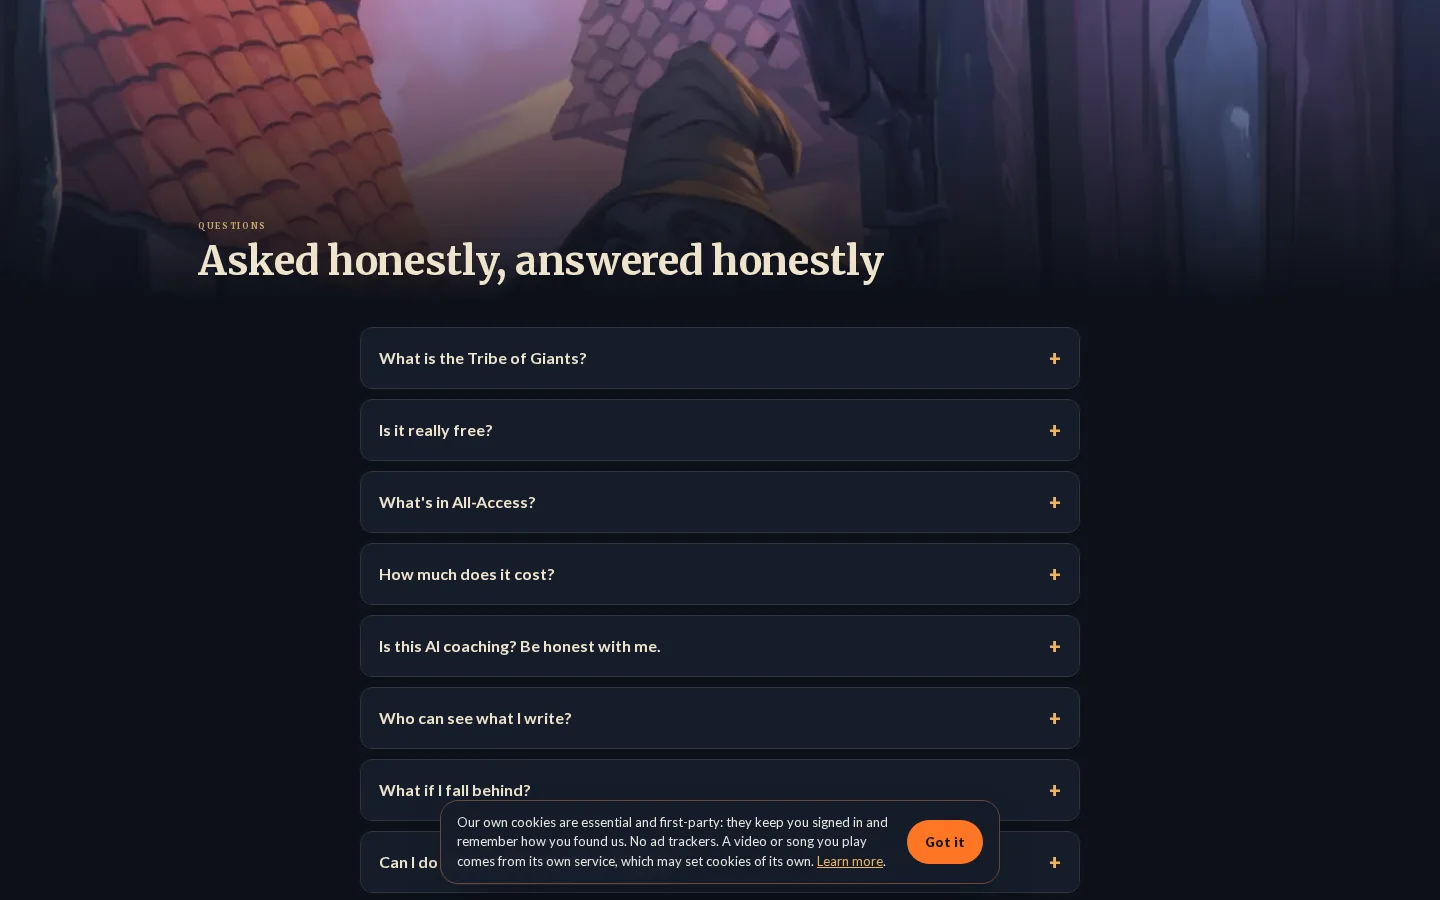 QUESTIONS
Asked honestly, answered honestly
What is the Tribe of Giants?
+
Is it really free?
+
What's in All-Access?
+
How much does it cost?
+
Is this AI coaching? Be honest with me.
+
Who can see what I write?
+
What if I fall behind?
+
Can I do
+
Our own cookies are essential and first-party: they keep you signed in and
remember how you found us. No ad trackers. A video or song you play
comes from its own service, which may set cookies of its own. Learn more.
Got it